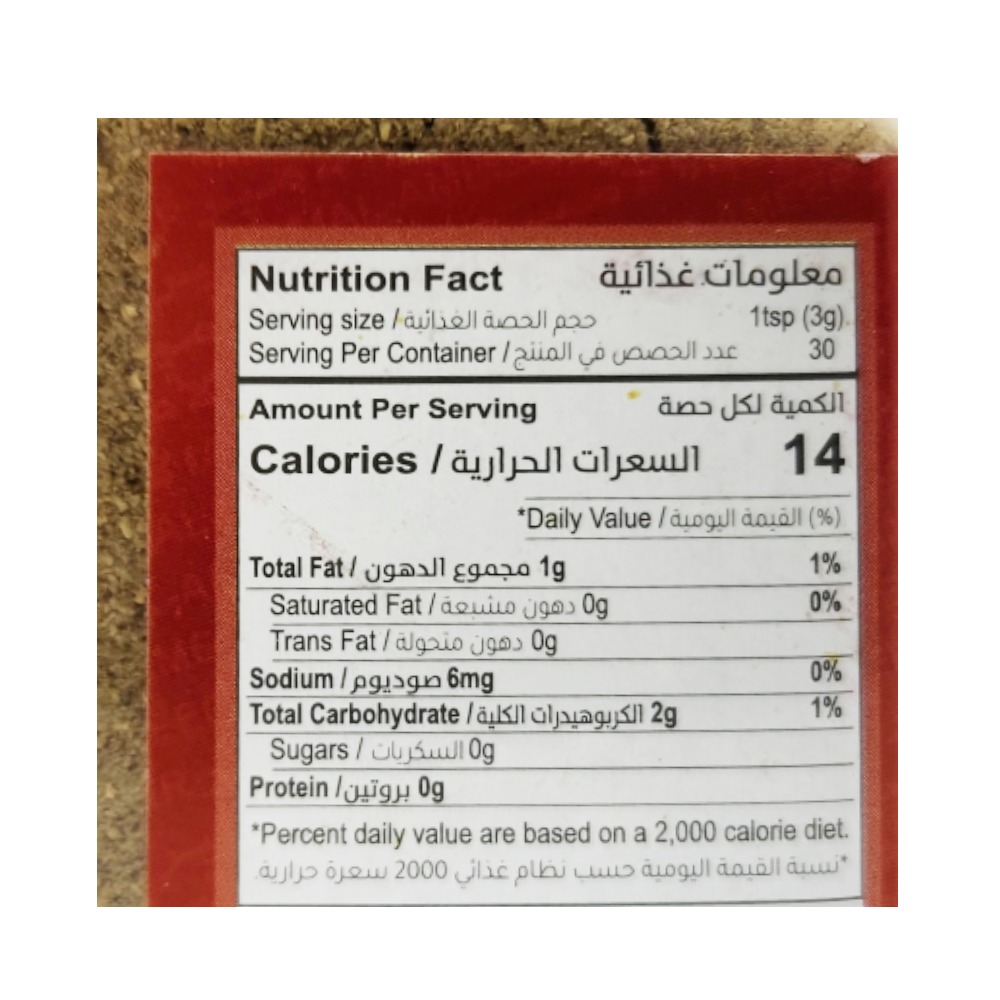 Nutrition Fact معلومات غذائية
Serving size / حجم الحصة الغذائية 1tsp (3g)
Serving Per Container / عدد الحصص في المنتج 30
Amount Per Serving الكمية لكل حصة
Calories / السعرات الحرارية 14
*Daily Value / القيمة اليومية (%)
Total Fat / مجموع الدهون 1g 1%
Saturated Fat / دهون مشبعة 0g 0%
Trans Fat / دهون متحولة 0g
Sodium / صوديوم 6mg 0%
Total Carbohydrate / الكربوهيدرات الكلية 2g 1%
Sugars / السكريات 0g
Protein / بروتين 0g
*Percent daily value are based on a 2,000 calorie diet.
*نسبة القيمة اليومية حسب نظام غذائي 2000 سعرة حرارية.